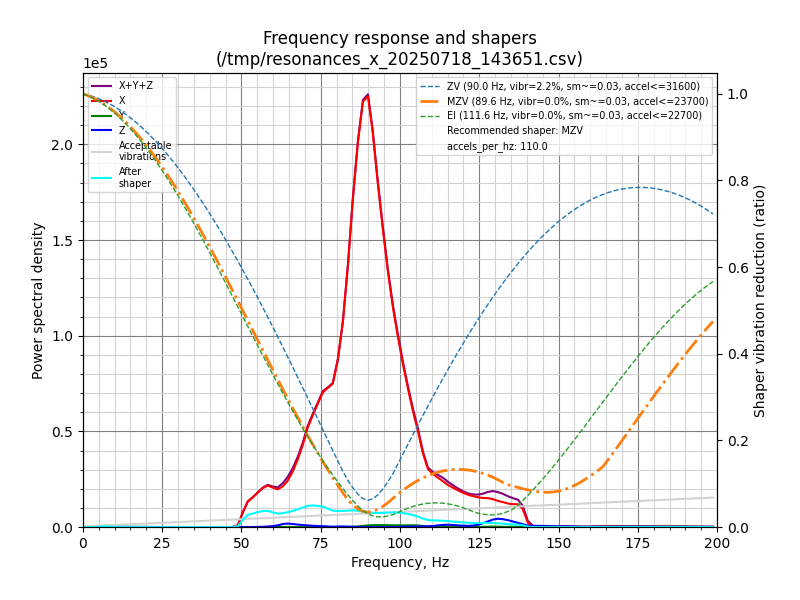 Frequency response and shapers
(/tmp/resonances_x_20250718_143651.csv)
1e5
X+Y+Z
X
Y
Z
Acceptable
vibrations
After
shaper
ZV (90.0 Hz, vibr=2.2%, sm~=0.03, accel<=31600)
MZV (89.6 Hz, vibr=0.0%, sm~=0.03, accel<=23700)
EI (111.6 Hz, vibr=0.0%, sm~=0.03, accel<=22700)
Recommended shaper: MZV
accels_per_hz: 110.0
2.0
1.5
1.0
0.5
0.0
Power spectral density
1.0
0.8
0.6
0.4
0.2
0.0
Shaper vibration reduction (ratio)
0 25 50 75 100 125 150 175 200
Frequency, Hz